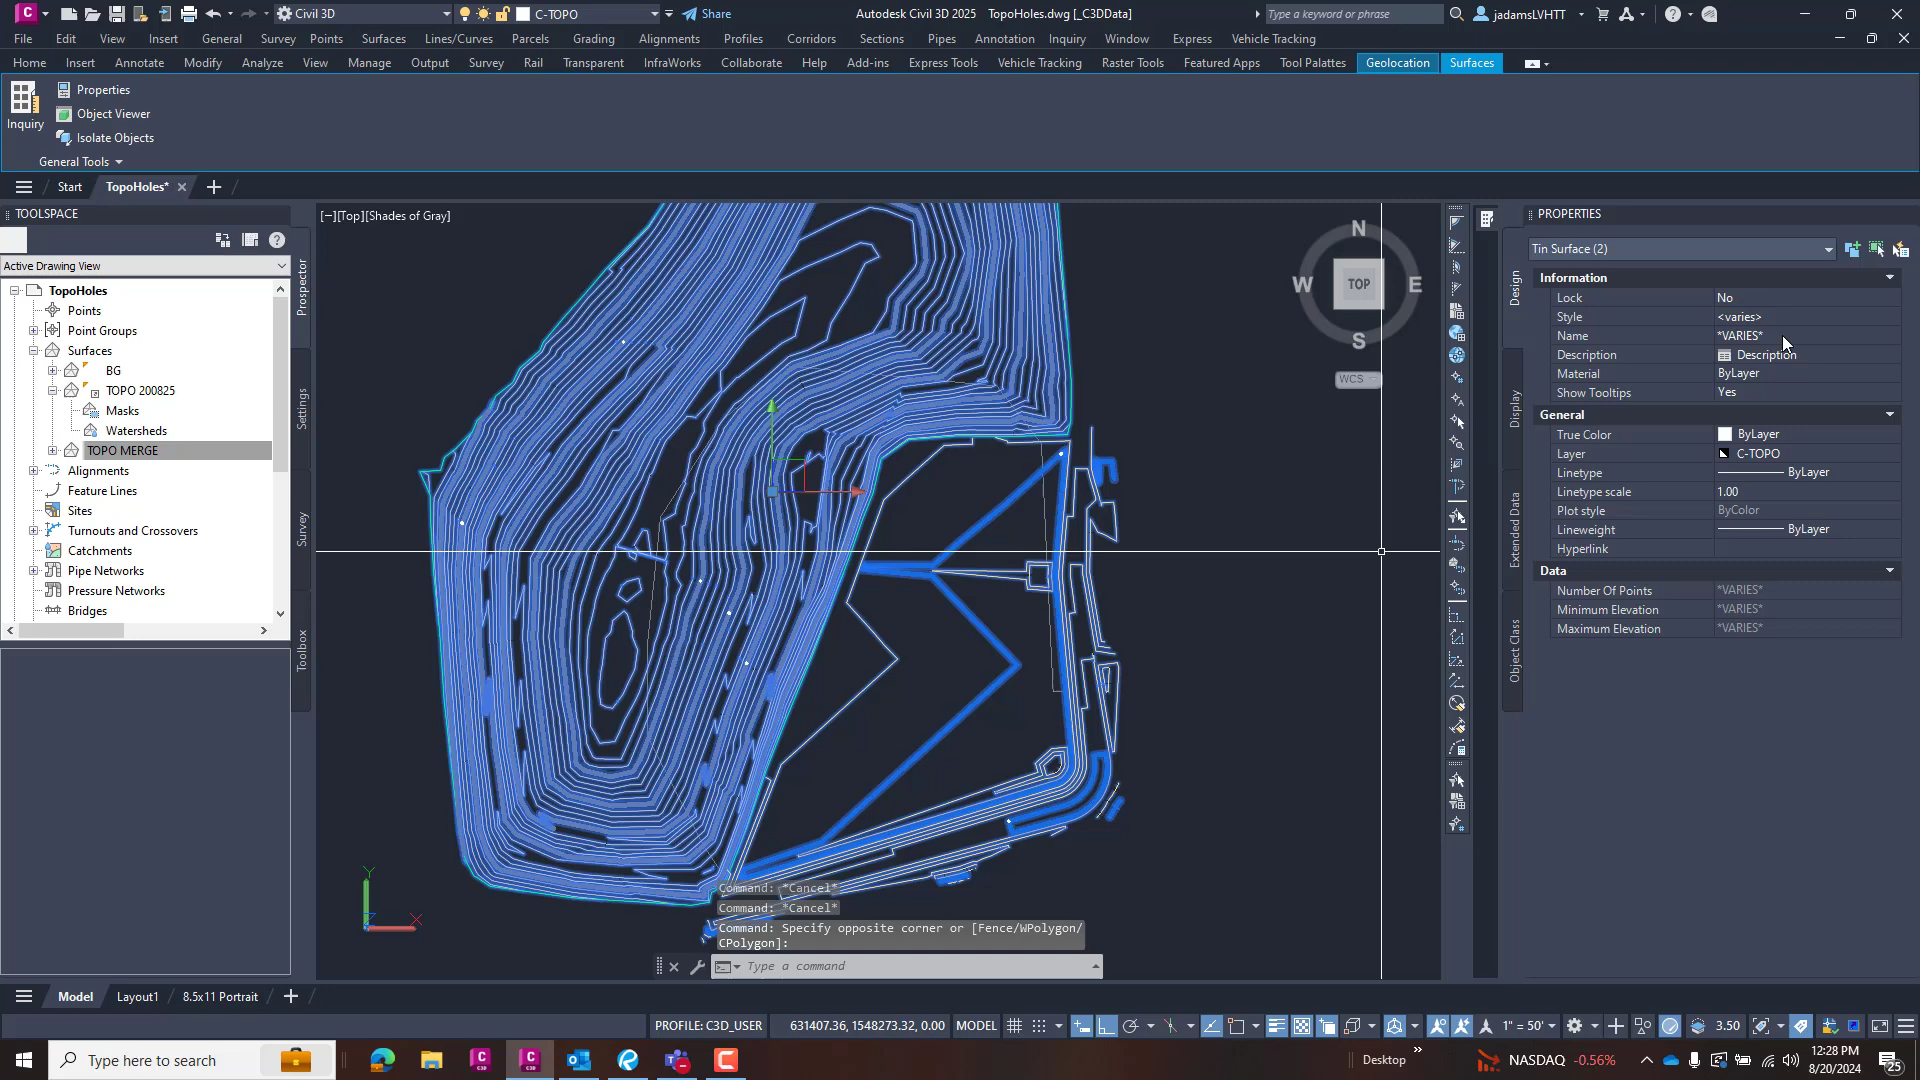 Civil 3D
C-TOPO
Share
Autodesk Civil 3D 2025 TopoHoles.dwg [_C3DData]
Type a keyword or phrase
jadamsLVHTT
File Edit View Insert General Survey Points Surfaces Lines/Curves Parcels Grading Alignments Profiles Corridors Sections Pipes Annotation Inquiry Window Express Vehicle Tracking
Home Insert Annotate Modify Analyze View Manage Output Survey Rail Transparent InfraWorks Collaborate Help Add-ins Express Tools Vehicle Tracking Raster Tools Featured Apps Tool Palettes Geolocation Surfaces
Inquiry
Properties
Object Viewer
Isolate Objects
General Tools
Start
TopoHoles*
TOOLSPACE
Active Drawing View
TopoHoles
Points
Point Groups
Surfaces
BG
TOPO 200825
Masks
Watersheds
TOPO MERGE
Alignments
Feature Lines
Sites
Turnouts and Crossovers
Catchments
Pipe Networks
Pressure Networks
Bridges
Prospector
Settings
Survey
Toolbox
[−][Top][Shades of Gray]
N
W
TOP
E
S
WCS
Y
X
Command: *Cancel*
Command: *Cancel*
Command: Specify opposite corner or [Fence/WPolygon/
CPolygon]:
Type a command
PROPERTIES
Tin Surface (2)
Design
Display
Extended Data
Object Class
Information
Lock No
Style <varies>
Name *VARIES*
Description Description
Material ByLayer
Show Tooltips Yes
General
True Color ByLayer
Layer C-TOPO
Linetype ByLayer
Linetype scale 1.00
Plot style ByColor
Lineweight ByLayer
Hyperlink
Data
Number Of Points *VARIES*
Minimum Elevation *VARIES*
Maximum Elevation *VARIES*
Model Layout1 8.5x11 Portrait
PROFILE: C3D_USER 631407.36, 1548273.32, 0.00 MODEL 1" = 50' 3.50
Type here to search
Desktop
NASDAQ -0.56%
12:28 PM
8/20/2024
25